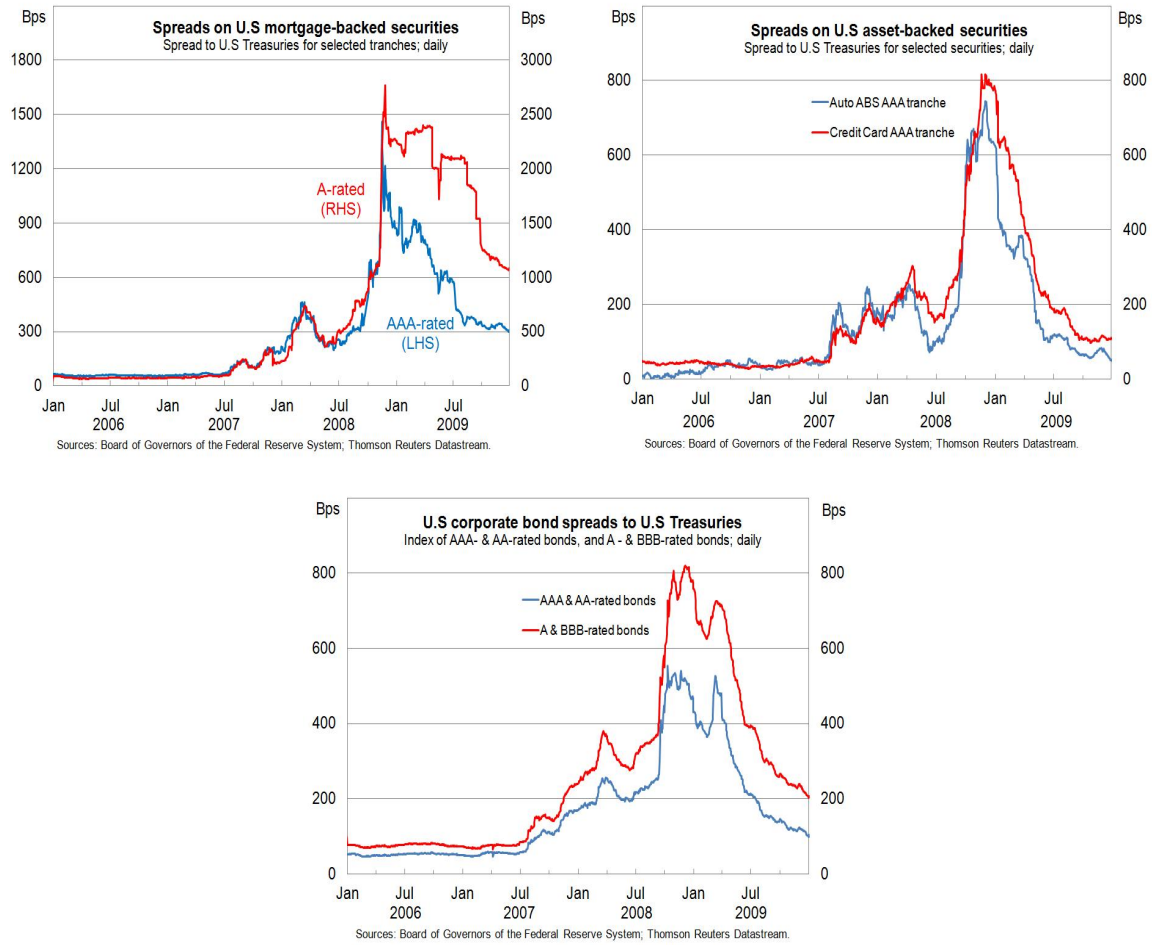 Bps
Spreads on U.S mortgage-backed securities
Spread to U.S Treasuries for selected tranches; daily
Bps
1800
1500
1200
900
600
300
0
3000
2500
2000
1500
1000
500
0
A-rated
(RHS)
AAA-rated
(LHS)
Jan Jul Jan Jul Jan Jul Jan Jul
2006 2007 2008 2009
Sources: Board of Governors of the Federal Reserve System; Thomson Reuters Datastream.
Bps
Spreads on U.S asset-backed securities
Spread to U.S Treasuries for selected securities; daily
Bps
800
600
400
200
0
800
600
400
200
0
Auto ABS AAA tranche
Credit Card AAA tranche
Jan Jul Jan Jul Jan Jul Jan Jul
2006 2007 2008 2009
Sources: Board of Governors of the Federal Reserve System; Thomson Reuters Datastream.
Bps
U.S corporate bond spreads to U.S Treasuries
Index of AAA- & AA-rated bonds, and A - & BBB-rated bonds; daily
Bps
800
600
400
200
0
800
600
400
200
0
AAA & AA-rated bonds
A & BBB-rated bonds
Jan Jul Jan Jul Jan Jul Jan Jul
2006 2007 2008 2009
Sources: Board of Governors of the Federal Reserve System; Thomson Reuters Datastream.